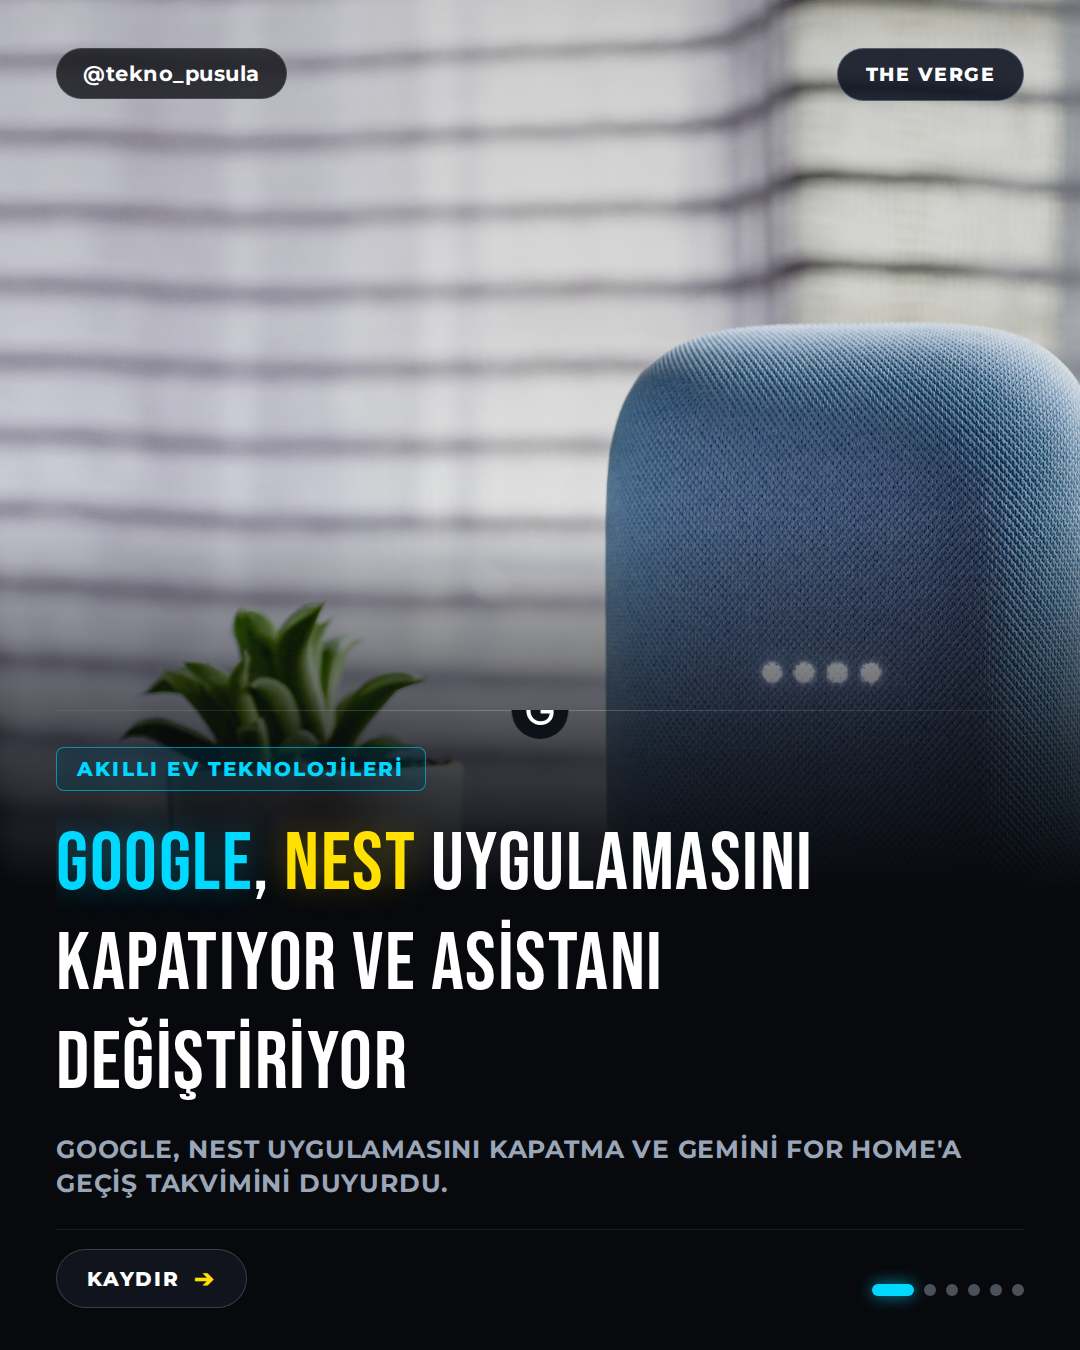 @tekno_pusula
THE VERGE
G
AKILLI EV TEKNOLOJİLERİ
GOOGLE, NEST UYGULAMASINI
KAPATIYOR VE ASİSTANI
DEĞİŞTİRİYOR
GOOGLE, NEST UYGULAMASINI KAPATMA VE GEMİNİ FOR HOME'A
GEÇİŞ TAKVİMİNİ DUYURDU.
KAYDIR ➔